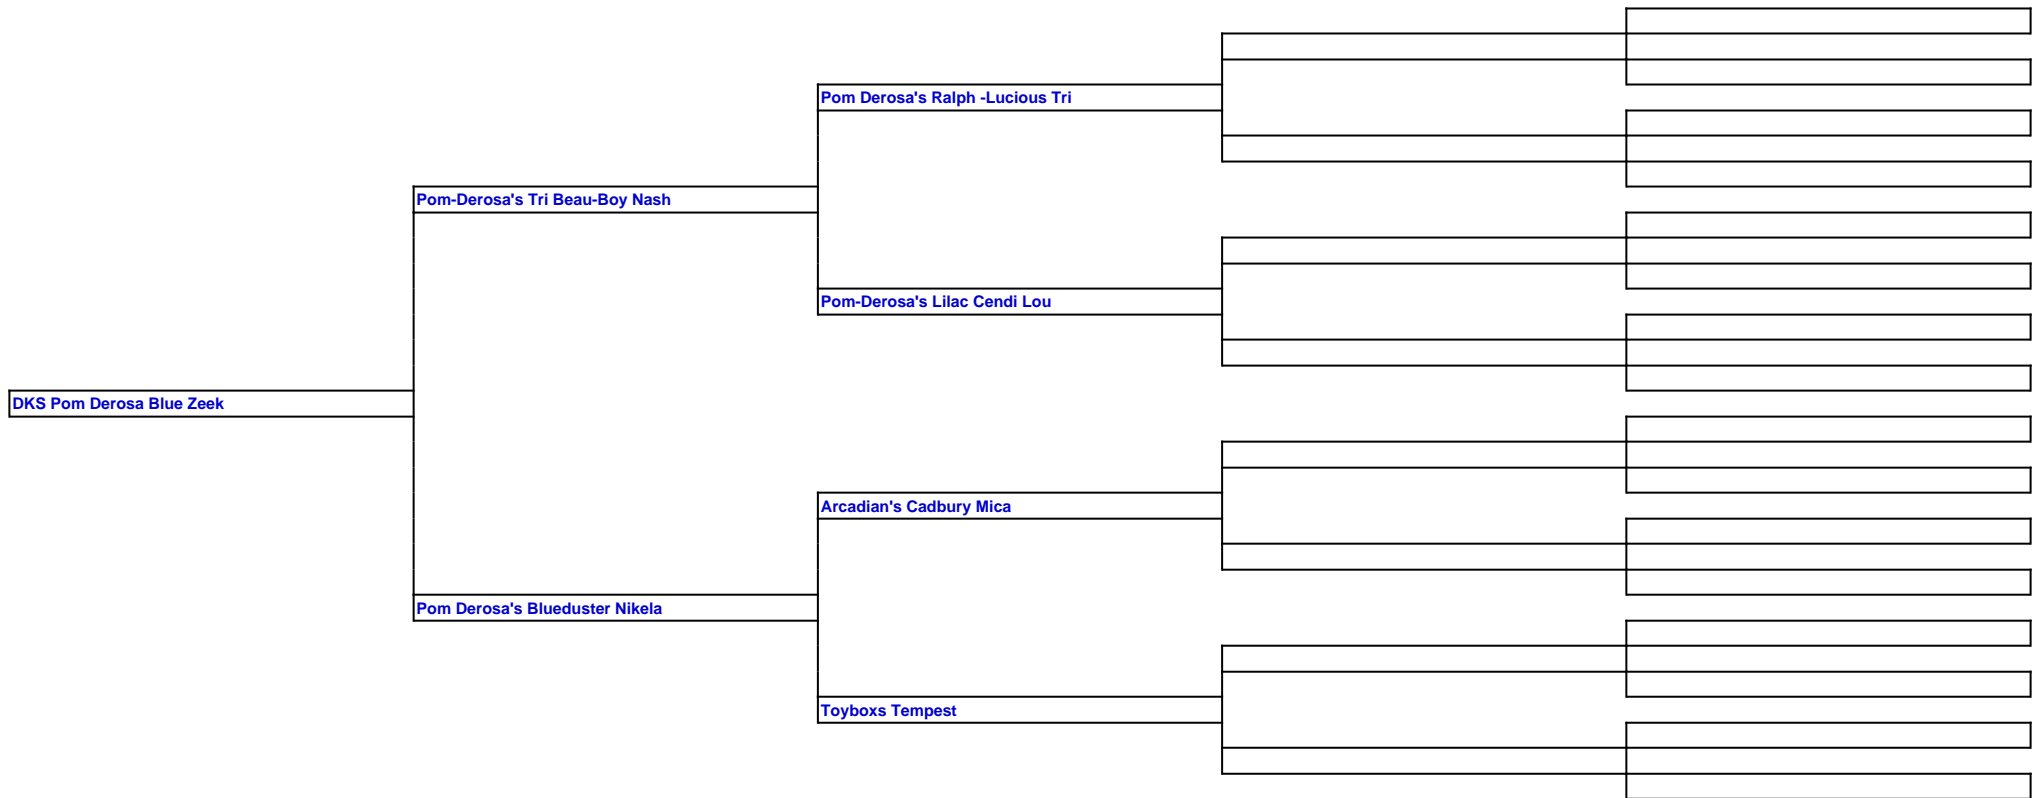 Pom Derosa's Ralph -Lucious Tri
Pom-Derosa's Tri Beau-Boy Nash
Pom-Derosa's Lilac Cendi Lou
DKS Pom Derosa Blue Zeek
Arcadian's Cadbury Mica
Pom Derosa's Blueduster Nikela
Toyboxs Tempest